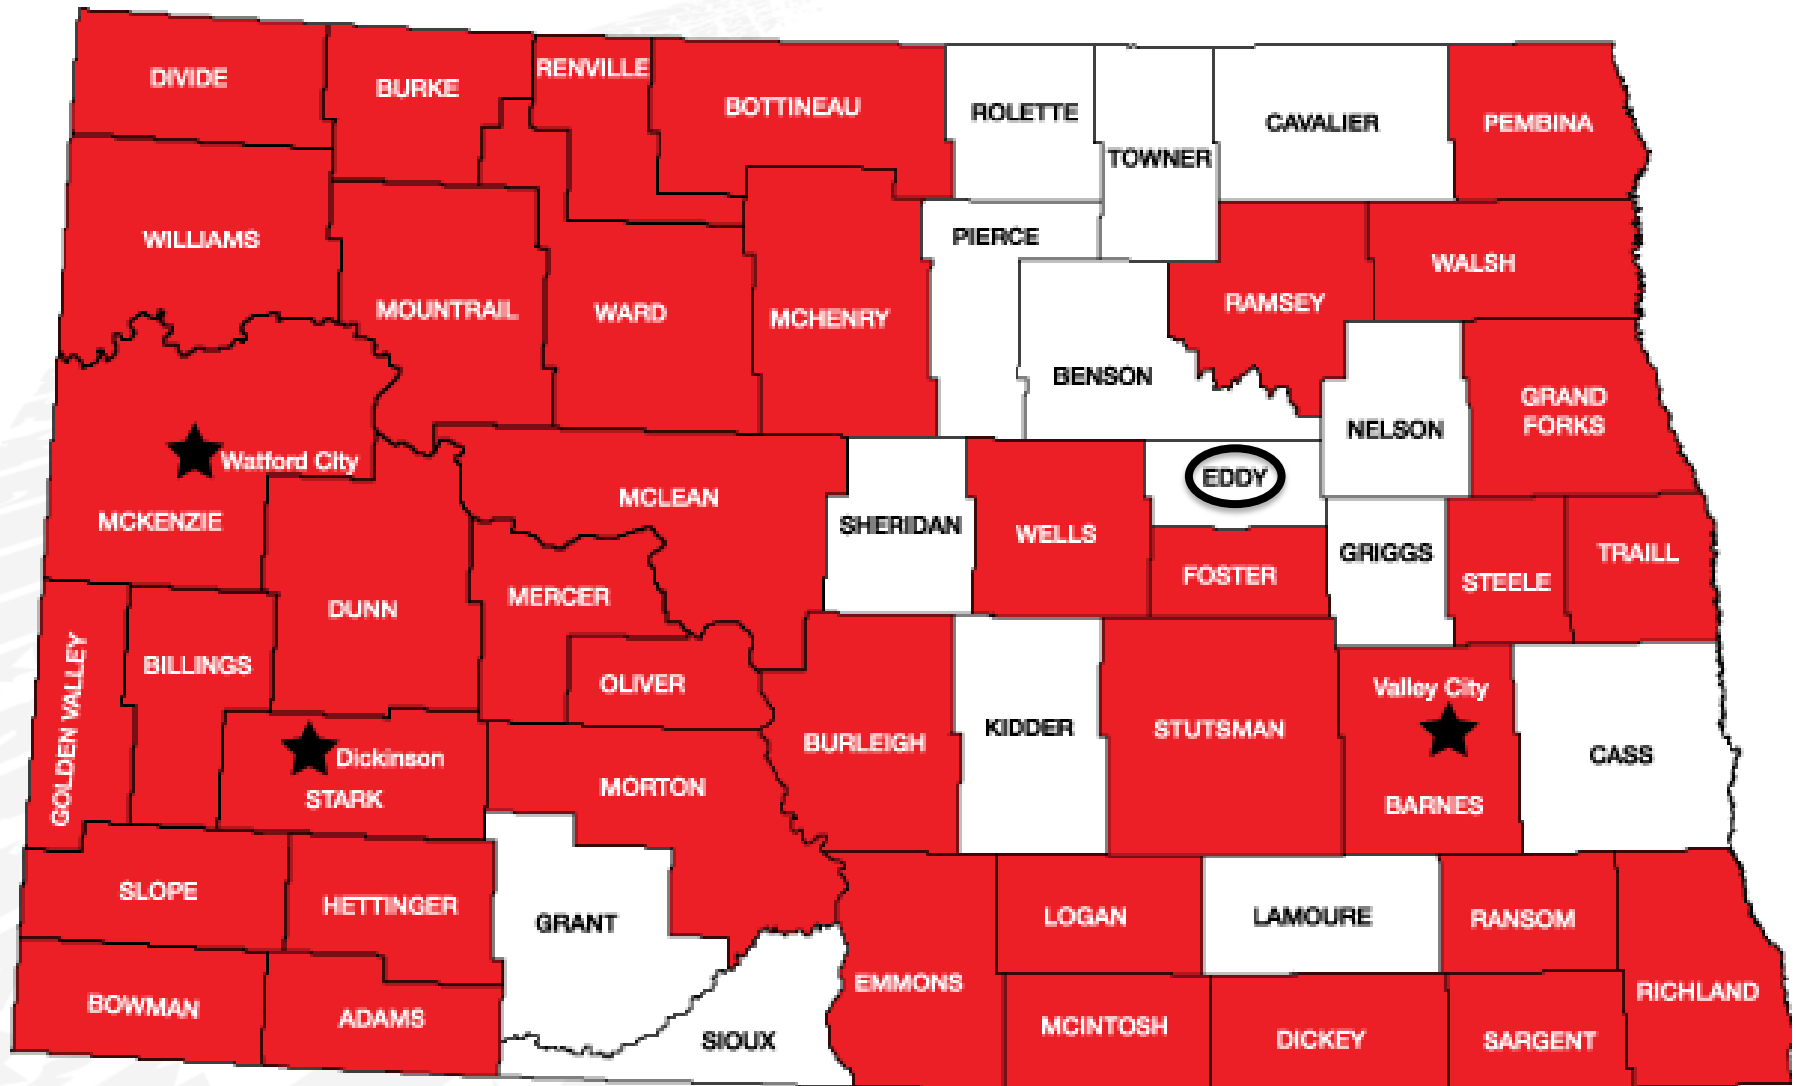 DIVIDE
BURKE
RENVILLE
BOTTINEAU
ROLETTE
TOWNER
CAVALIER
PEMBINA
WILLIAMS
MOUNTRAIL
WARD
MCHENRY
PIERCE
BENSON
RAMSEY
WALSH
NELSON
GRAND
FORKS
Watford City
MCKENZIE
MCLEAN
SHERIDAN
WELLS
EDDY
FOSTER
GRIGGS
STEELE
TRAILL
GOLDEN VALLEY
BILLINGS
DUNN
MERCER
OLIVER
BURLEIGH
KIDDER
STUTSMAN
Valley City
BARNES
CASS
Dickinson
STARK
MORTON
SLOPE
HETTINGER
GRANT
LOGAN
LAMOURE
RANSOM
BOWMAN
ADAMS
SIOUX
EMMONS
MCINTOSH
DICKEY
SARGENT
RICHLAND